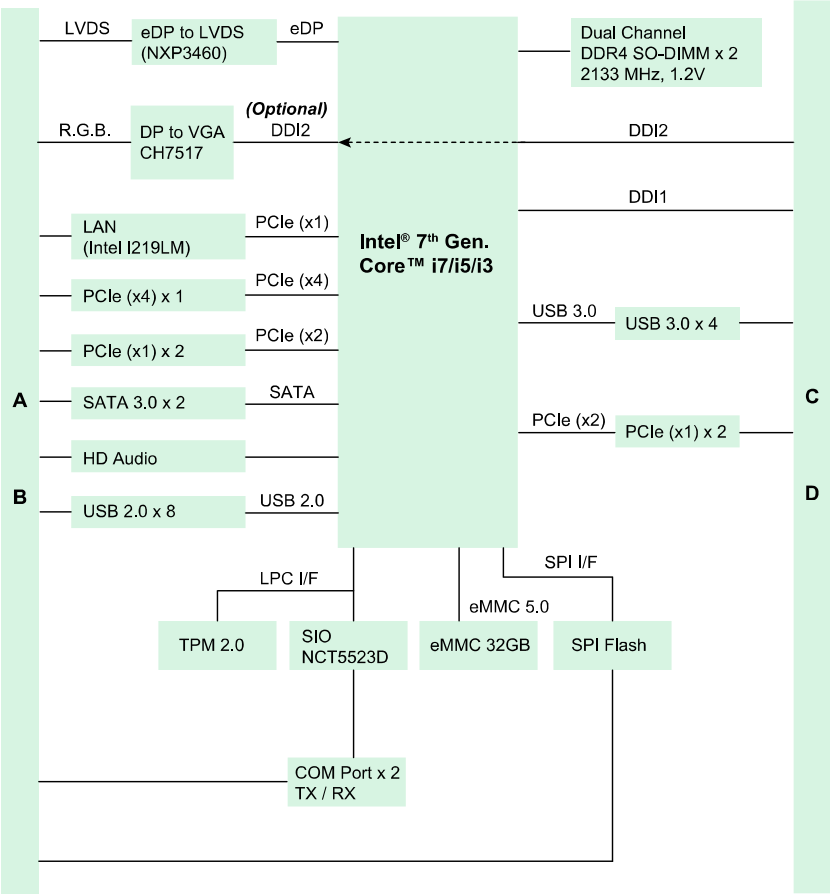 LVDS
eDP to LVDS
(NXP3460)
eDP
Dual Channel
DDR4 SO-DIMM x 2
2133 MHz, 1.2V
R.G.B.
DP to VGA
CH7517
(Optional)
DDI2
DDI2
DDI1
LAN
(Intel I219LM)
PCIe (x1)
Intel® 7th Gen.
Core™ i7/i5/i3
PCIe (x4) x 1
PCIe (x4)
USB 3.0
USB 3.0 x 4
PCIe (x1) x 2
PCIe (x2)
A
SATA 3.0 x 2
SATA
C
PCIe (x2)
PCIe (x1) x 2
HD Audio
B
USB 2.0 x 8
USB 2.0
D
LPC I/F
SPI I/F
eMMC 5.0
TPM 2.0
SIO
NCT5523D
eMMC 32GB
SPI Flash
COM Port x 2
TX / RX